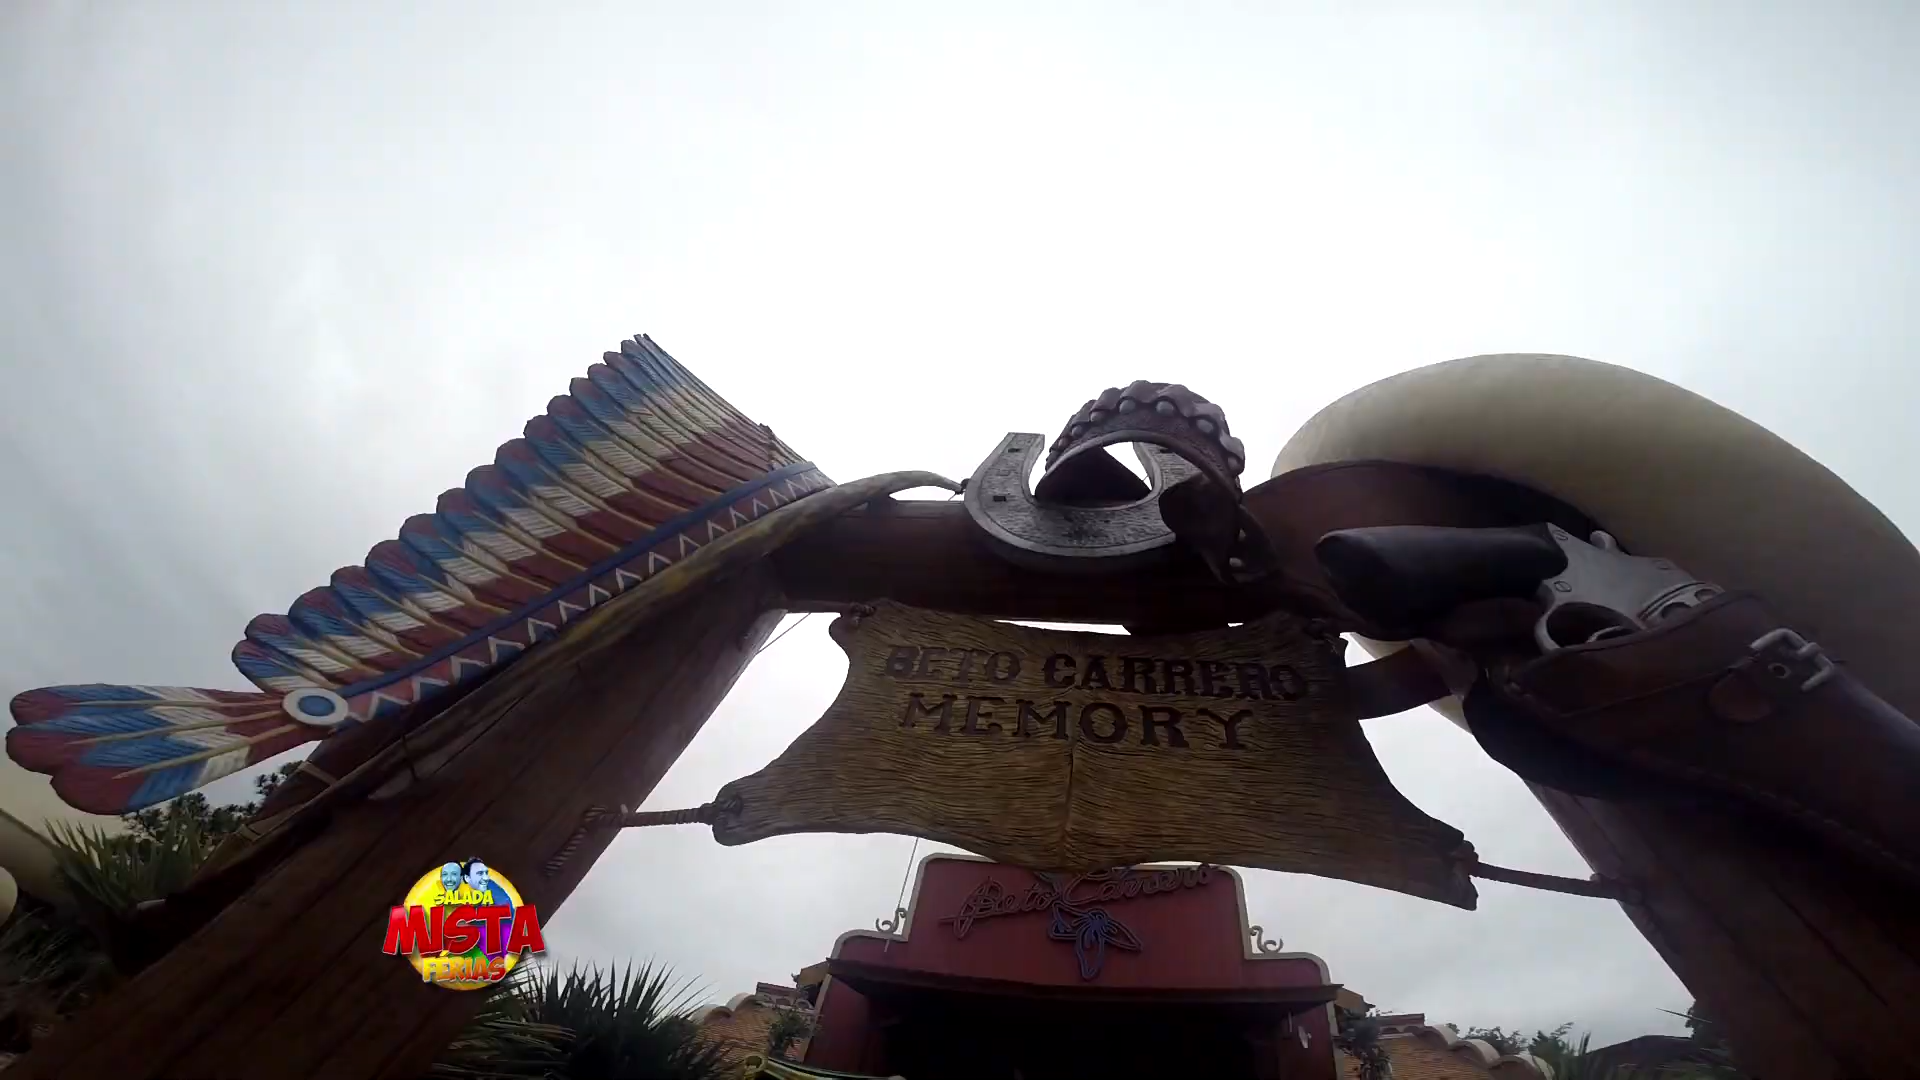 BETO CARRERO
MEMORY
Beto Carrero
SALADA
MISTA
FÉRIAS